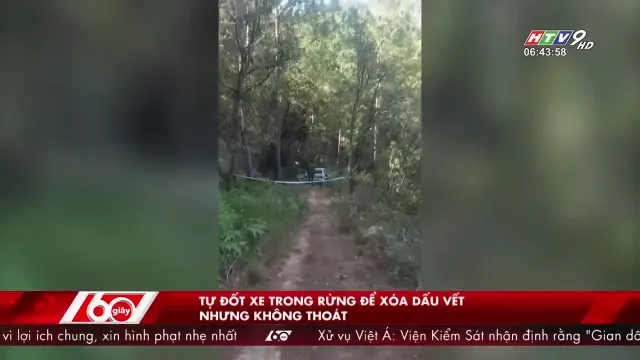 HTV9 HD
06:43:58
60 giây
TỰ ĐỐT XE TRONG RỪNG ĐỂ XÓA DẤU VẾT
NHƯNG KHÔNG THOÁT
vì lợi ích chung, xin hình phạt nhẹ nhất 60 Xử vụ Việt Á: Viện Kiểm Sát nhận định rằng "Gian dố